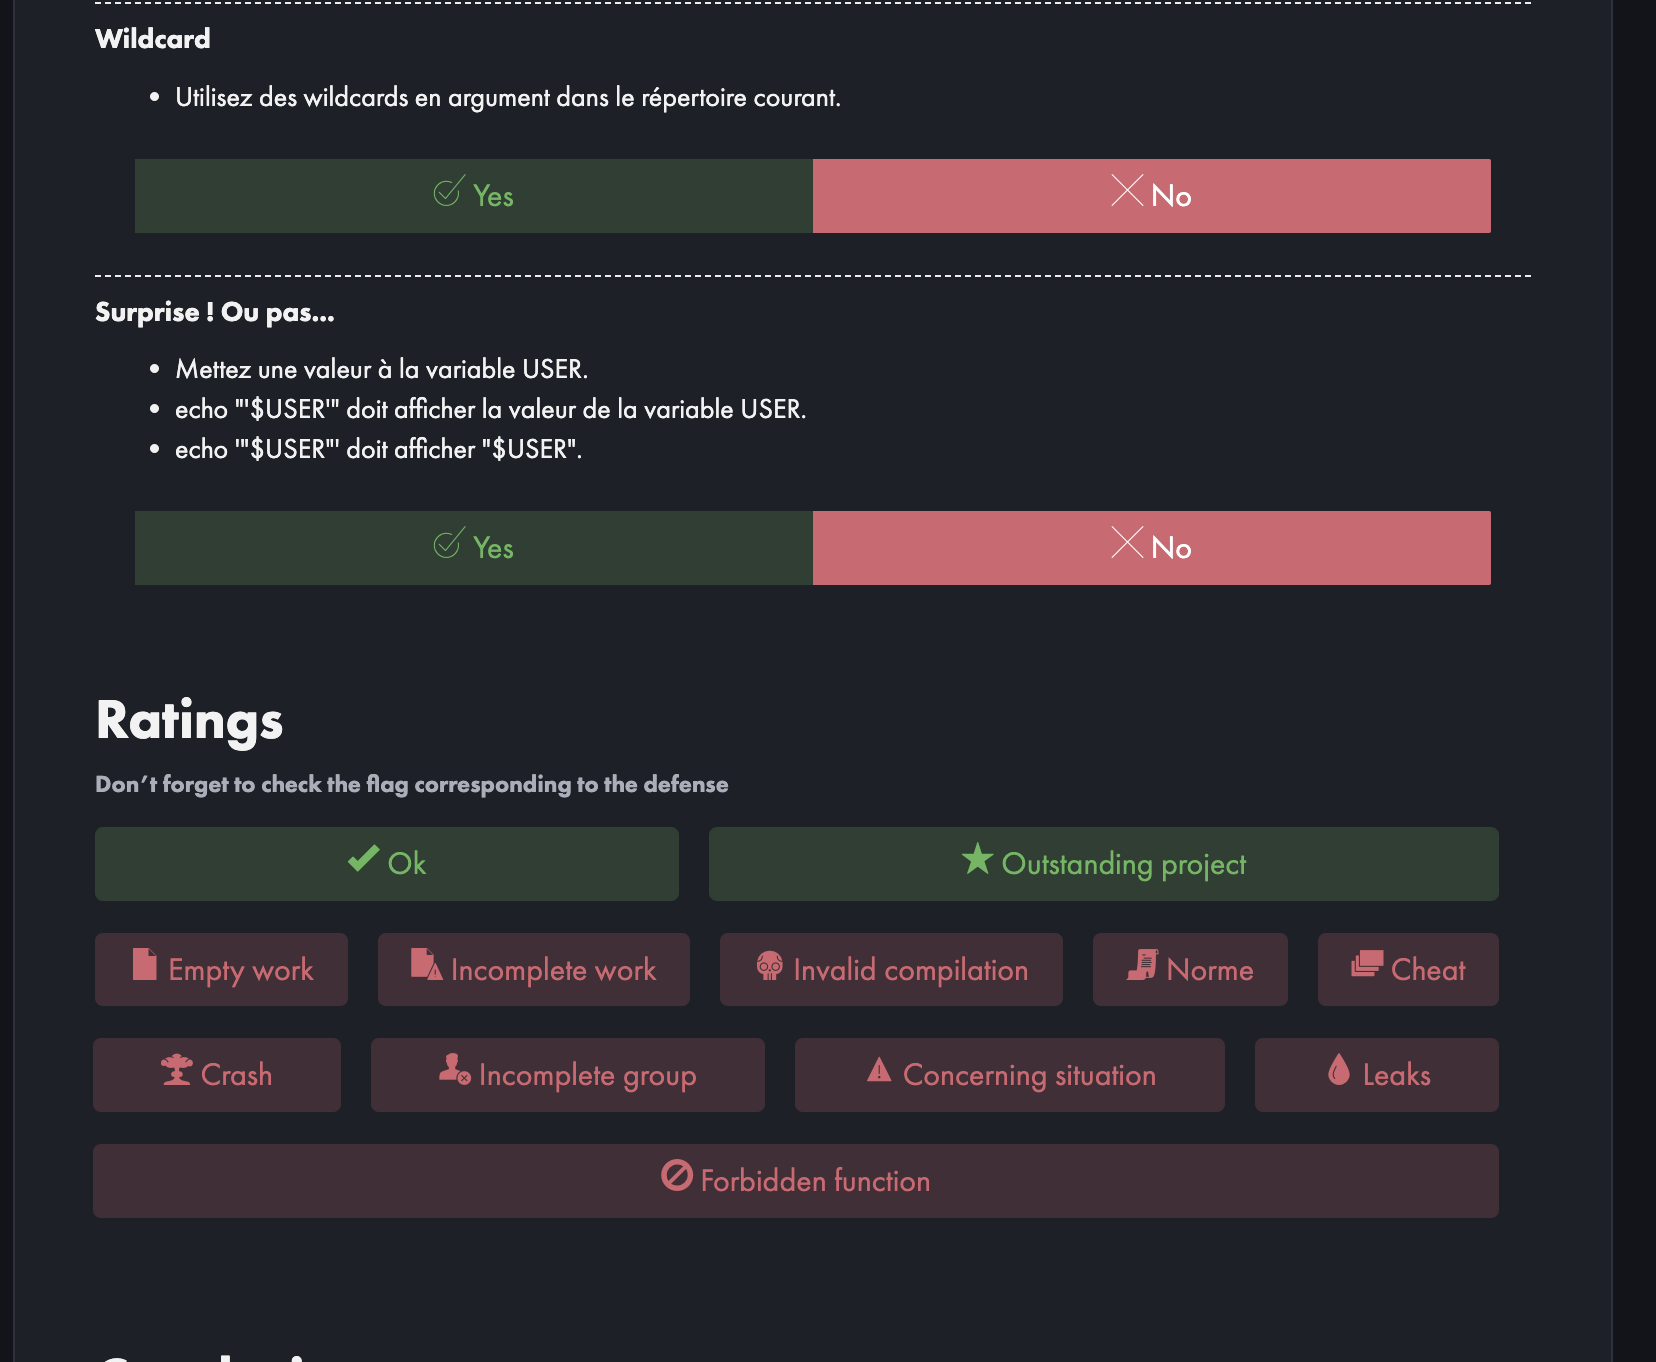 Wildcard
• Utilisez des wildcards en argument dans le répertoire courant.
Yes No
Surprise ! Ou pas...
• Mettez une valeur à la variable USER.
• echo "'$USER'" doit afficher la valeur de la variable USER.
• echo '"$USER"' doit afficher "$USER".
Yes No
Ratings
Don’t forget to check the flag corresponding to the defense
Ok Outstanding project
Empty work Incomplete work Invalid compilation Norme Cheat
Crash Incomplete group Concerning situation Leaks
Forbidden function